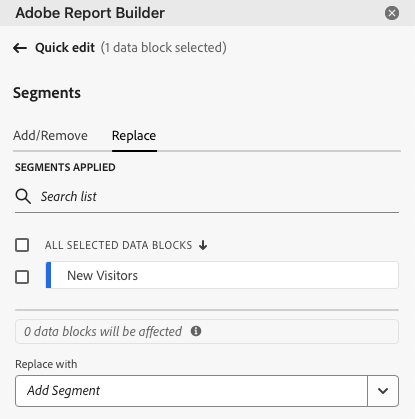 Adobe Report Builder
Quick edit (1 data block selected)
Segments
Add/Remove Replace
SEGMENTS APPLIED
Search list
ALL SELECTED DATA BLOCKS
New Visitors
0 data blocks will be affected
Replace with
Add Segment